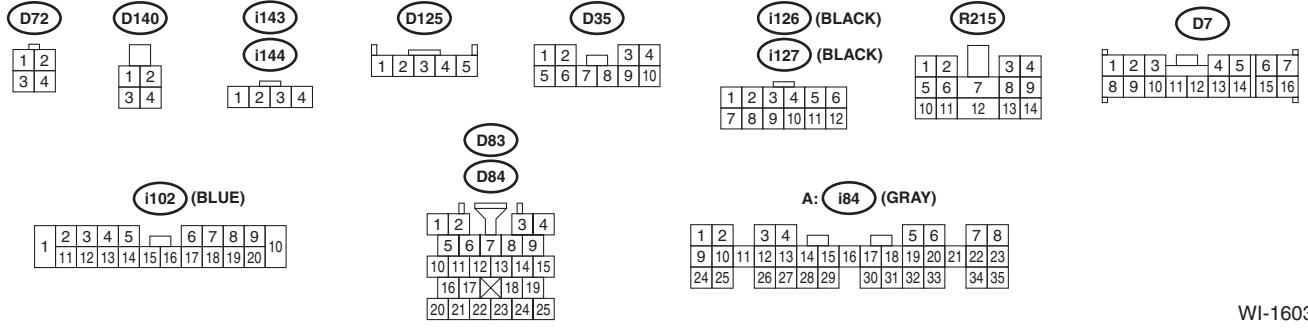 D72
D140
i143
D125
D35
i126 (BLACK)
R215
D7
i144
i127 (BLACK)
1 2
3 4
1 2
3 4
1 2 3 4
1 2 3 4 5
1 2 3 4
5 6 7 8 9 10
1 2 3 4 5 6
7 8 9 10 11 12
1 2 3 4
5 6 7 8 9
10 11 12 13 14
1 2 3 4 5 6 7
8 9 10 11 12 13 14 15 16
D83
D84
i102 (BLUE)
A: i84 (GRAY)
1 2 3 4 5 6 7 8 9 10
11 12 13 14 15 16 17 18 19 20
1 2 3 4
5 6 7 8 9
10 11 12 13 14 15
16 17 18 19
20 21 22 23 24 25
1 2 3 4 5 6 7 8
9 10 11 12 13 14 15 16 17 18 19 20 21 22 23
24 25 26 27 28 29 30 31 32 33 34 35